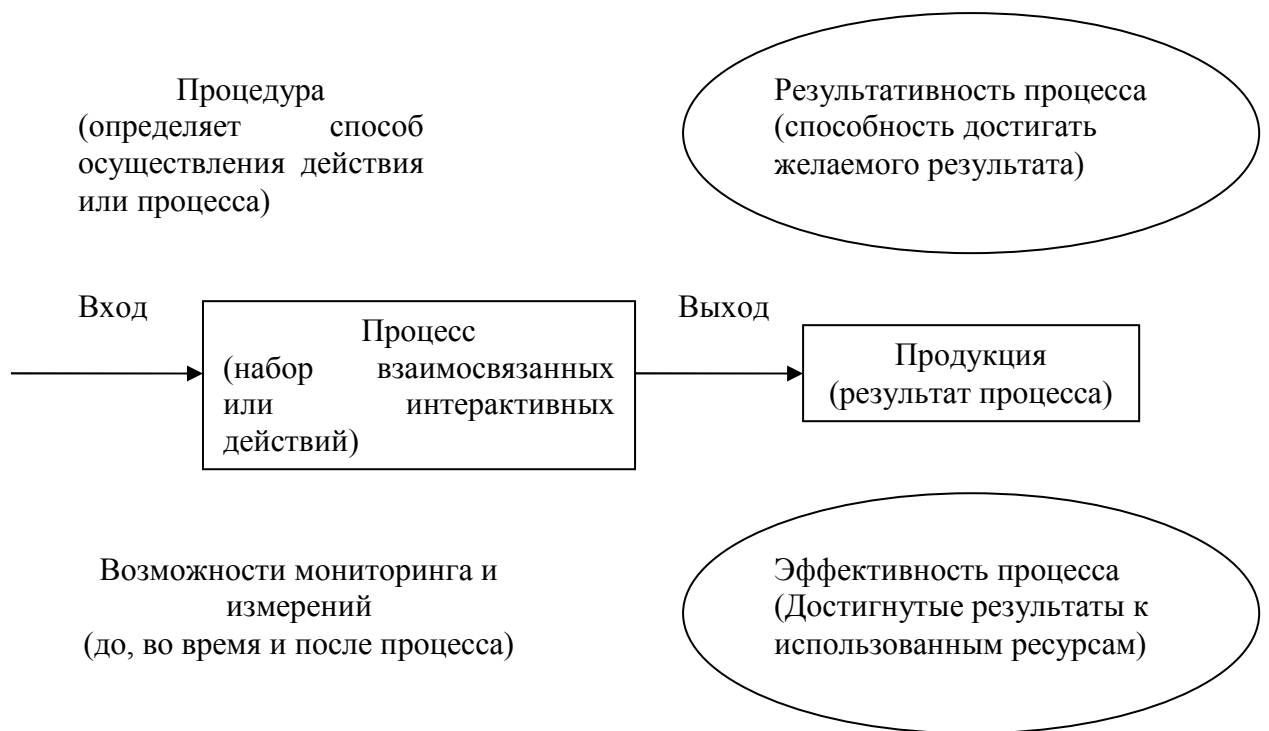 Процедура
(определяет способ
осуществления действия
или процесса)
Результативность процесса
(способность достигать
желаемого результата)
Вход
Процесс
(набор взаимосвязанных
или интерактивных
действий)
Выход
Продукция
(результат процесса)
Возможности мониторинга и
измерений
(до, во время и после процесса)
Эффективность процесса
(Достигнутые результаты к
использованным ресурсам)